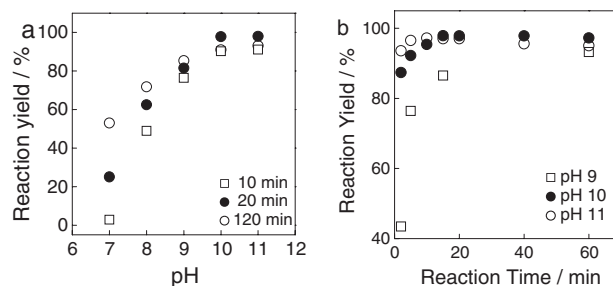 a
Reaction yield / %
100
80
60
40
20
0
10 min
20 min
120 min
6 7 8 9 10 11 12
pH
b
Reaction Yield / %
100
80
60
40
pH 9
pH 10
pH 11
0 20 40 60
Reaction Time / min